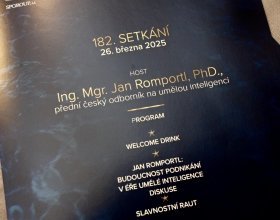 182. SETKÁNÍ
26. března 2025
HOST
Ing. Mgr. Jan Romportl, PhD.,
přední český odborník na umělou inteligenci
PROGRAM
WELCOME DRINK
JAN ROMPORTL:
BUDOUCNOST PODNIKÁNÍ
V ÉŘE UMĚLÉ INTELIGENCE
DISKUSE
SLAVNOSTNÍ RAUT